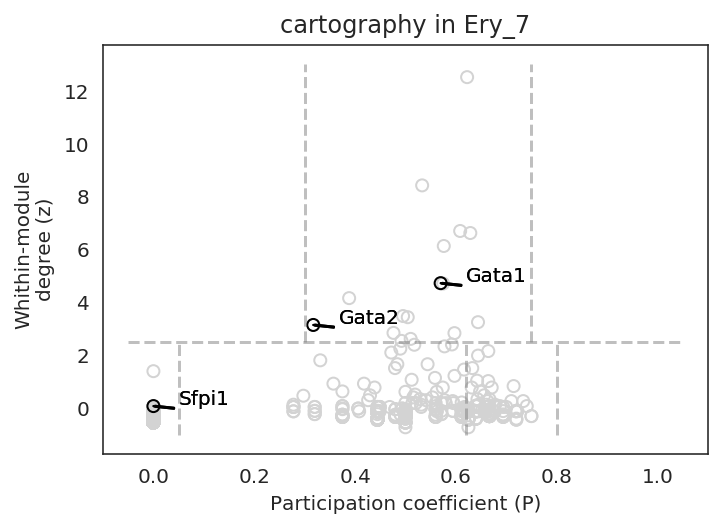 cartography in Ery_7
Whithin-module
degree (z)
12
10
8
6
4
2
0
Gata1
Gata2
Sfpi1
0.0 0.2 0.4 0.6 0.8 1.0
Participation coefficient (P)